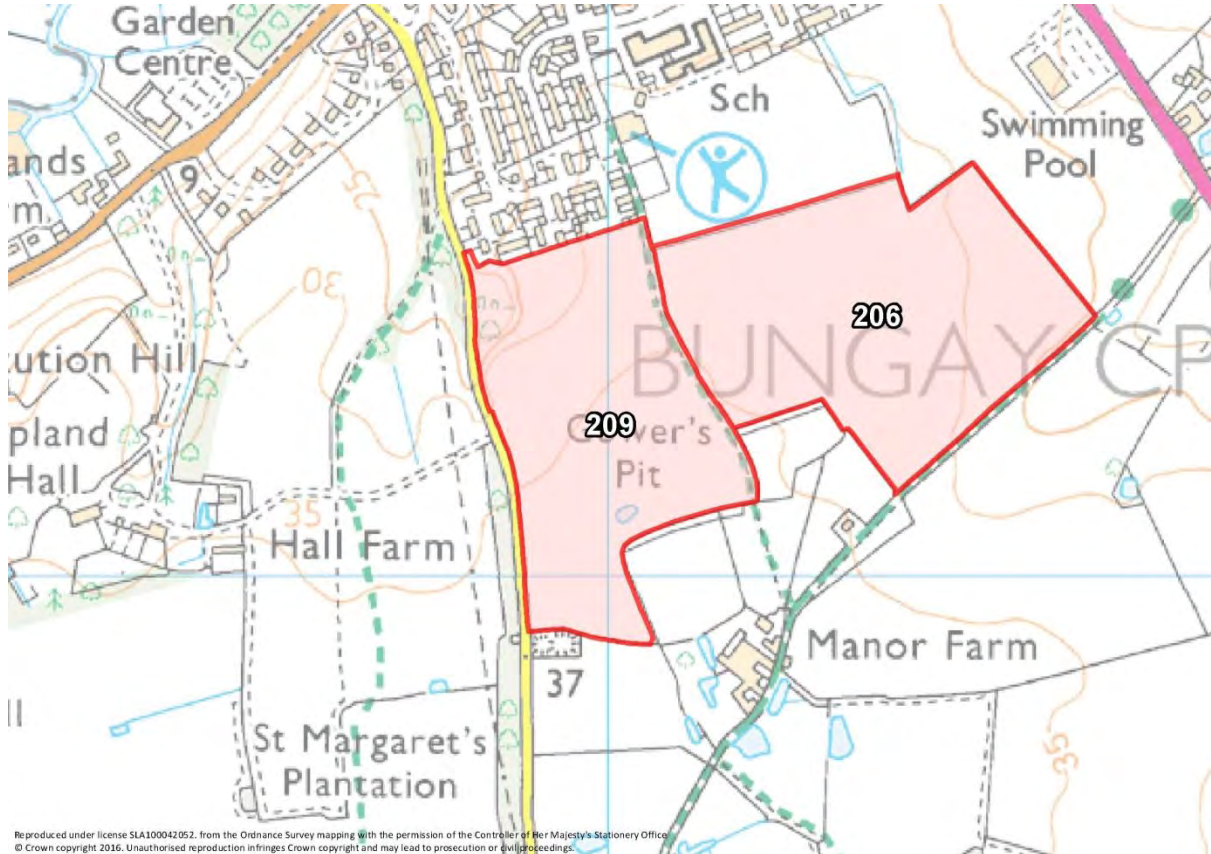 Garden
Centre
Sch
Swimming
Pool
ands
m
9
25
30
206
BUNGAY CP
ution Hill
209
Gower's
Pit
pland
Hall
35
Hall Farm
Manor Farm
37
ll
St Margaret's
Plantation
35
Reproduced under license SLA100042052. from the Ordnance Survey mapping with the permission of the Controller of Her Majesty's Stationery Office
© Crown copyright 2016. Unauthorised reproduction infringes Crown copyright and may lead to prosecution or civil proceedings.